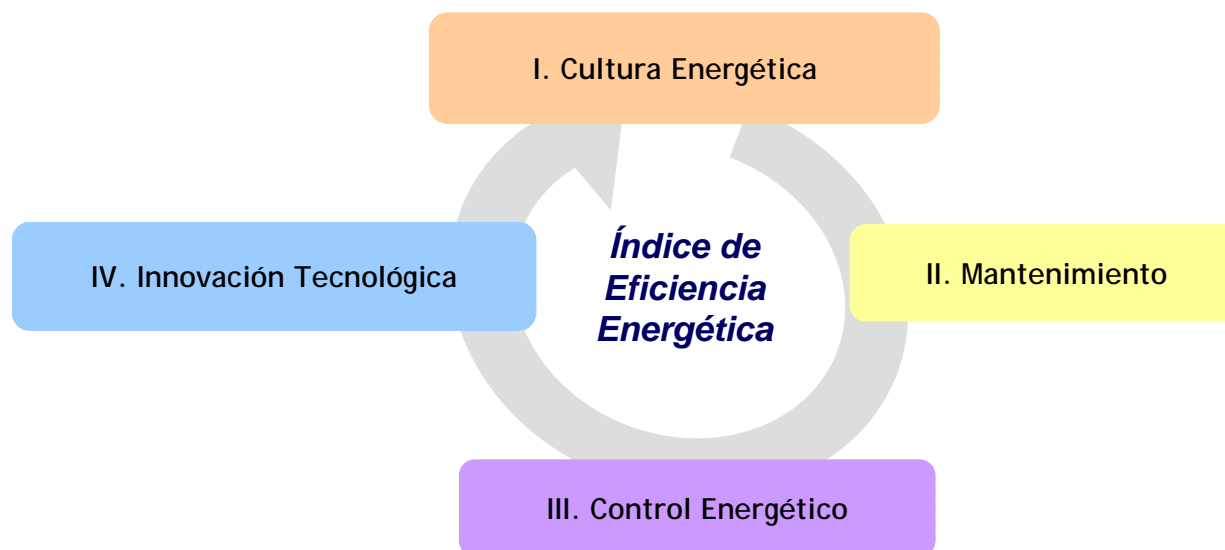 I. Cultura Energética
IV. Innovación Tecnológica
Índice de
Eficiencia
Energética
II. Mantenimiento
III. Control Energético